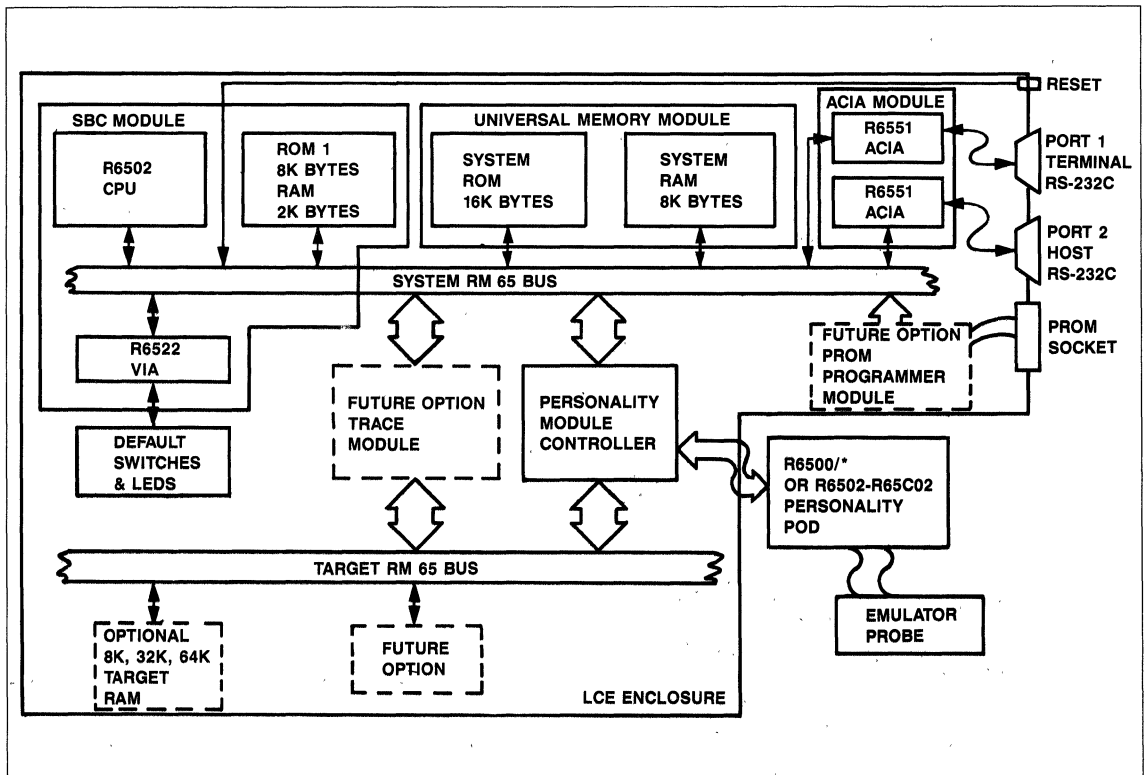 RESET
SBC MODULE
R6502
CPU
ROM 1
8K BYTES
RAM
2K BYTES
UNIVERSAL MEMORY MODULE
SYSTEM
ROM
16K BYTES
SYSTEM
RAM
8K BYTES
ACIA MODULE
R6551
ACIA
R6551
ACIA
PORT 1
TERMINAL
RS-232C
PORT 2
HOST
RS-232C
SYSTEM RM 65 BUS
R6522
VIA
DEFAULT
SWITCHES
& LEDS
FUTURE OPTION
TRACE
MODULE
PERSONALITY
MODULE
CONTROLLER
FUTURE OPTION
PROM
PROGRAMMER
MODULE
PROM
SOCKET
R6500/*
OR R6502-R65C02
PERSONALITY
POD
TARGET RM 65 BUS
EMULATOR
PROBE
OPTIONAL
8K, 32K, 64K
TARGET
RAM
FUTURE
OPTION
LCE ENCLOSURE